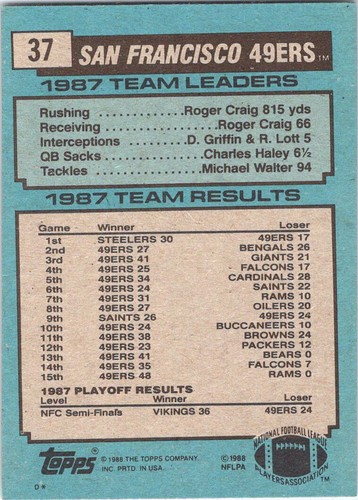 37 SAN FRANCISCO 49ERS TM
1987 TEAM LEADERS
Rushing ..........Roger Craig 815 yds
Receiving ..........Roger Craig 66
Interceptions .....D. Griffin & R. Lott 5
QB Sacks ..........Charles Haley 6½
Tackles ..........Michael Walter 94
1987 TEAM RESULTS
Game Winner Loser
1st STEELERS 30 49ERS 17
2nd 49ERS 27 BENGALS 26
3rd 49ERS 41 GIANTS 21
4th 49ERS 25 FALCONS 17
5th 49ERS 34 CARDINALS 28
6th 49ERS 24 SAINTS 22
7th 49ERS 31 RAMS 10
8th 49ERS 27 OILERS 20
9th SAINTS 26 49ERS 24
10th 49ERS 24 BUCCANEERS 10
11th 49ERS 38 BROWNS 24
12th 49ERS 23 PACKERS 12
13th 49ERS 41 BEARS 0
14th 49ERS 35 FALCONS 7
15th 49ERS 48 RAMS 0
1987 PLAYOFF RESULTS
Level Winner Loser
NFC Semi-Finals VIKINGS 36 49ERS 24
Topps ® © 1988 THE TOPPS COMPANY, INC. PRTD IN USA.
© 1988 NFLPA
NATIONAL FOOTBALL LEAGUE PLAYERS ASSOCIATION
D*